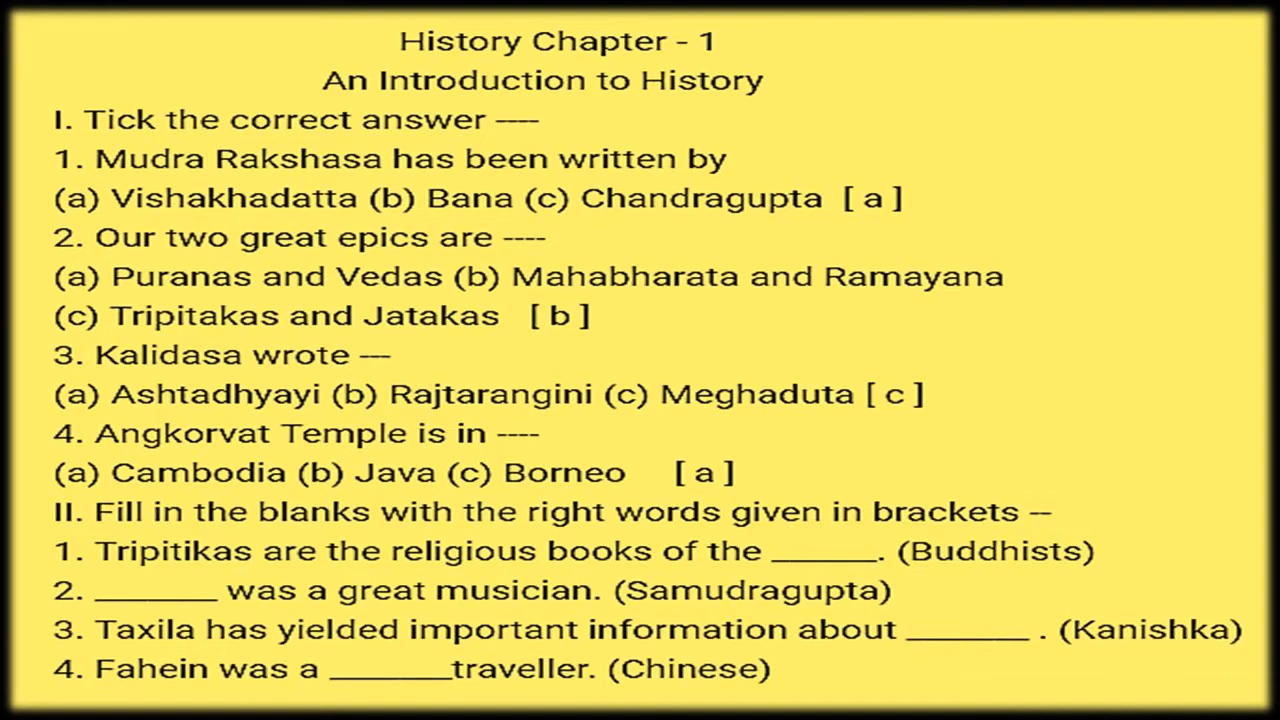 History Chapter - 1
An Introduction to History
I. Tick the correct answer ----
1. Mudra Rakshasa has been written by
(a) Vishakhadatta (b) Bana (c) Chandragupta [ a ]
2. Our two great epics are ----
(a) Puranas and Vedas (b) Mahabharata and Ramayana
(c) Tripitakas and Jatakas [ b ]
3. Kalidasa wrote ---
(a) Ashtadhyayi (b) Rajtarangini (c) Meghaduta [ c ]
4. Angkorvat Temple is in ----
(a) Cambodia (b) Java (c) Borneo [ a ]
II. Fill in the blanks with the right words given in brackets --
1. Tripitikas are the religious books of the ______. (Buddhists)
2. _______ was a great musician. (Samudragupta)
3. Taxila has yielded important information about _______ . (Kanishka)
4. Fahein was a _______traveller. (Chinese)